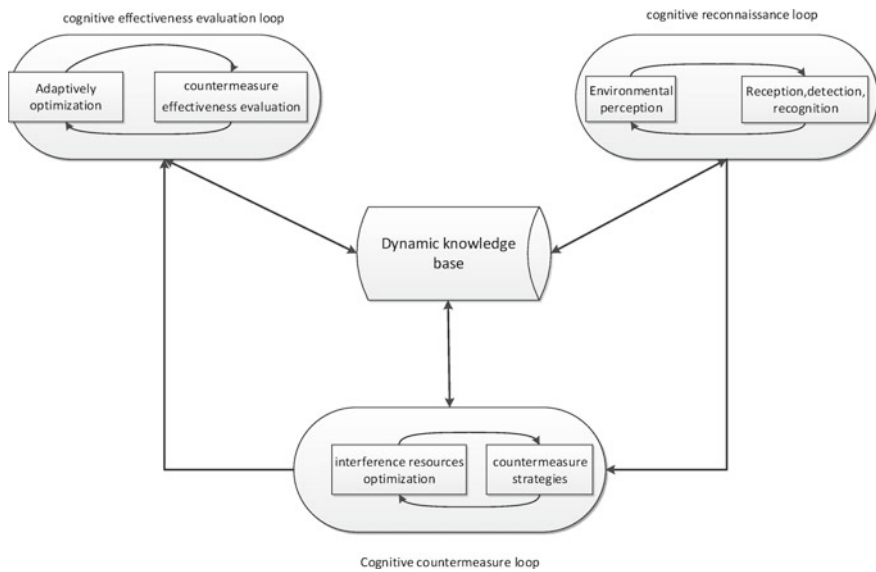 cognitive effectiveness evaluation loop
cognitive reconnaissance loop
Adaptively
optimization
countermeasure
effectiveness evaluation
Environmental
perception
Reception,detection,
recognition
Dynamic knowledge
base
interference resources
optimization
countermeasure
strategies
Cognitive countermeasure loop